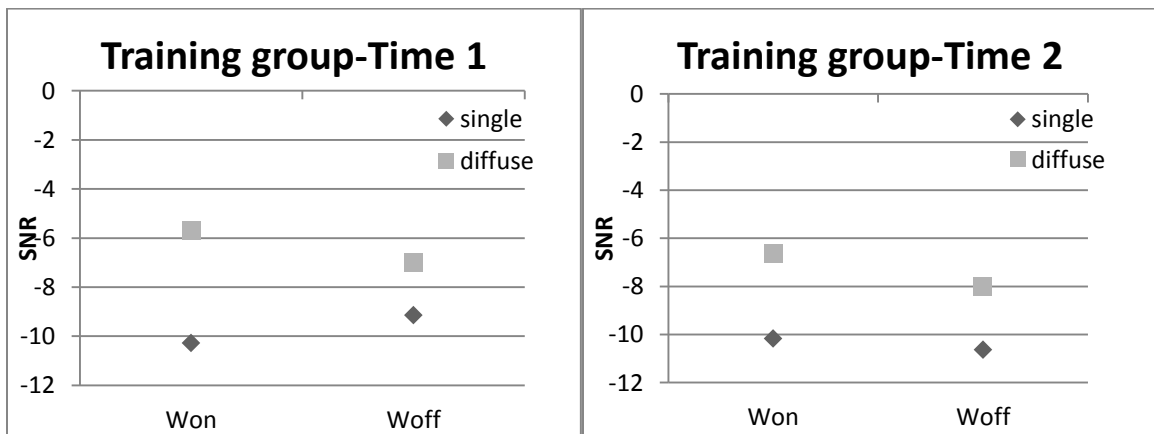 Training group-Time 1
0
-2
-4
-6
-8
-10
-12
SNR
single
diffuse
Won
Woff
Training group-Time 2
0
-2
-4
-6
-8
-10
-12
SNR
single
diffuse
Won
Woff